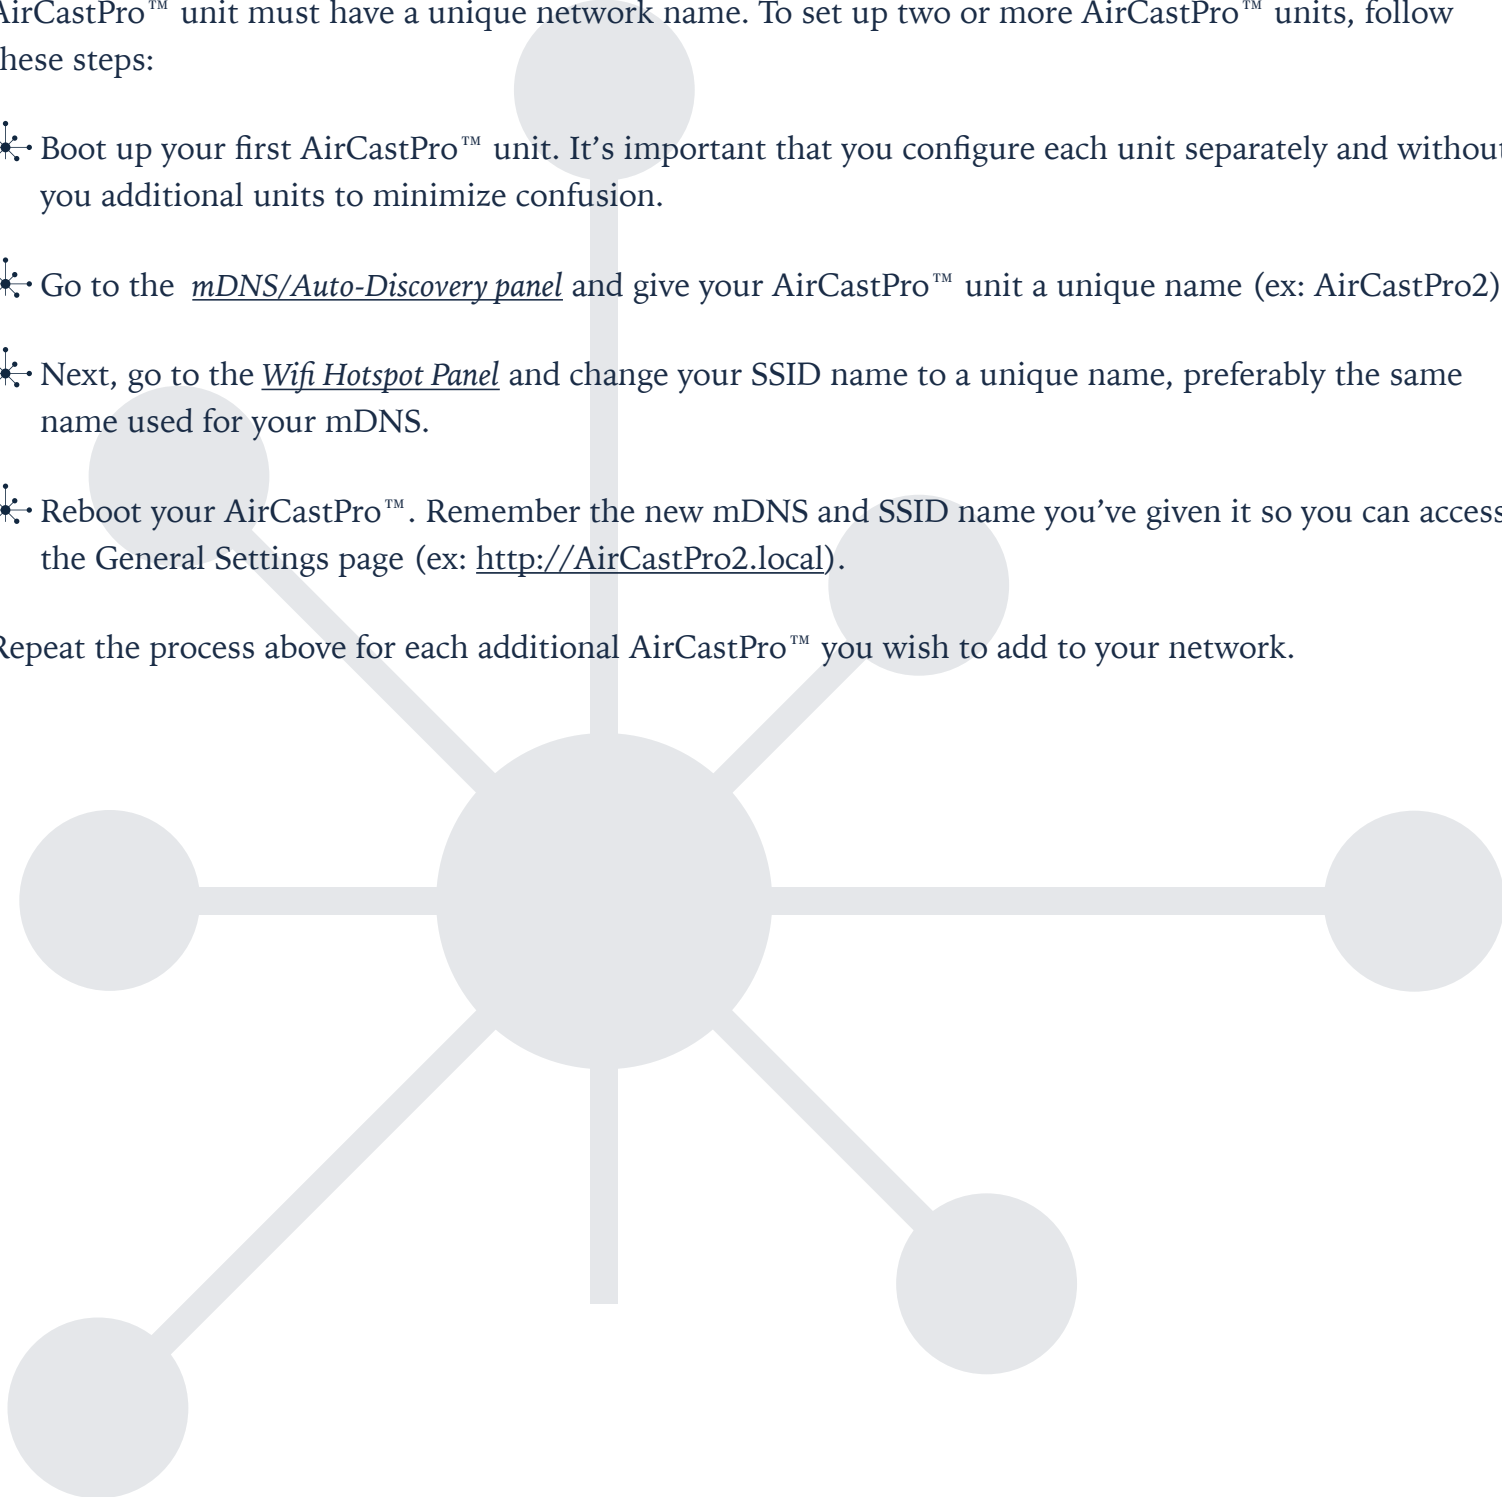 AirCastPro™ unit must have a unique network name. To set up two or more AirCastPro™ units, follow
these steps:
Boot up your first AirCastPro™ unit. It’s important that you configure each unit separately and without
you additional units to minimize confusion.
Go to the mDNS/Auto-Discovery panel and give your AirCastPro™ unit a unique name (ex: AirCastPro2)
Next, go to the Wifi Hotspot Panel and change your SSID name to a unique name, preferably the same
name used for your mDNS.
Reboot your AirCastPro™. Remember the new mDNS and SSID name you’ve given it so you can access
the General Settings page (ex: http://AirCastPro2.local).
Repeat the process above for each additional AirCastPro™ you wish to add to your network.